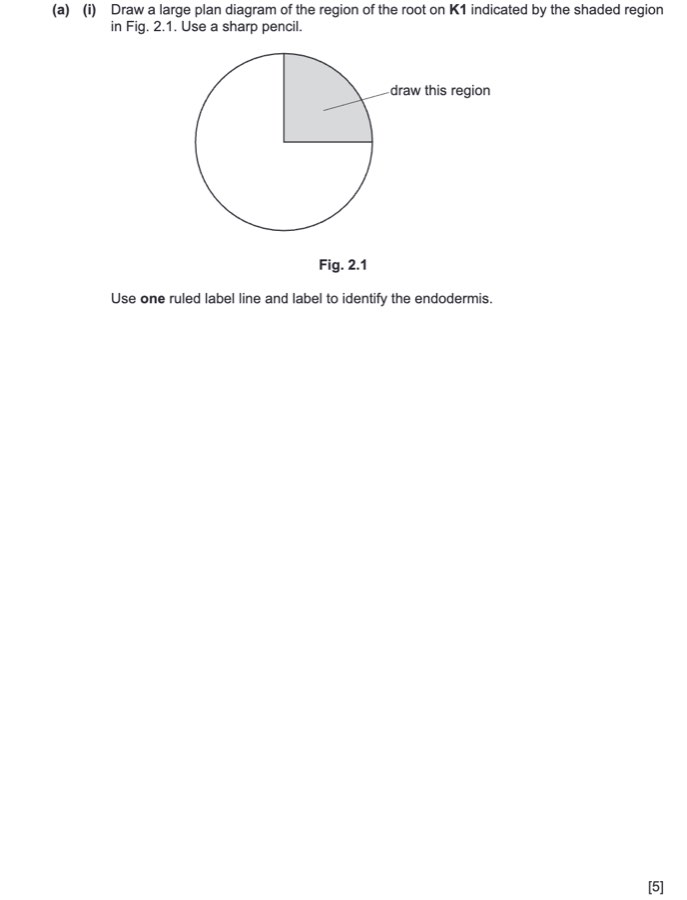 (a) (i) Draw a large plan diagram of the region of the root on K1 indicated by the shaded region
in Fig. 2.1. Use a sharp pencil.
draw this region
Fig. 2.1
Use one ruled label line and label to identify the endodermis.
[5]